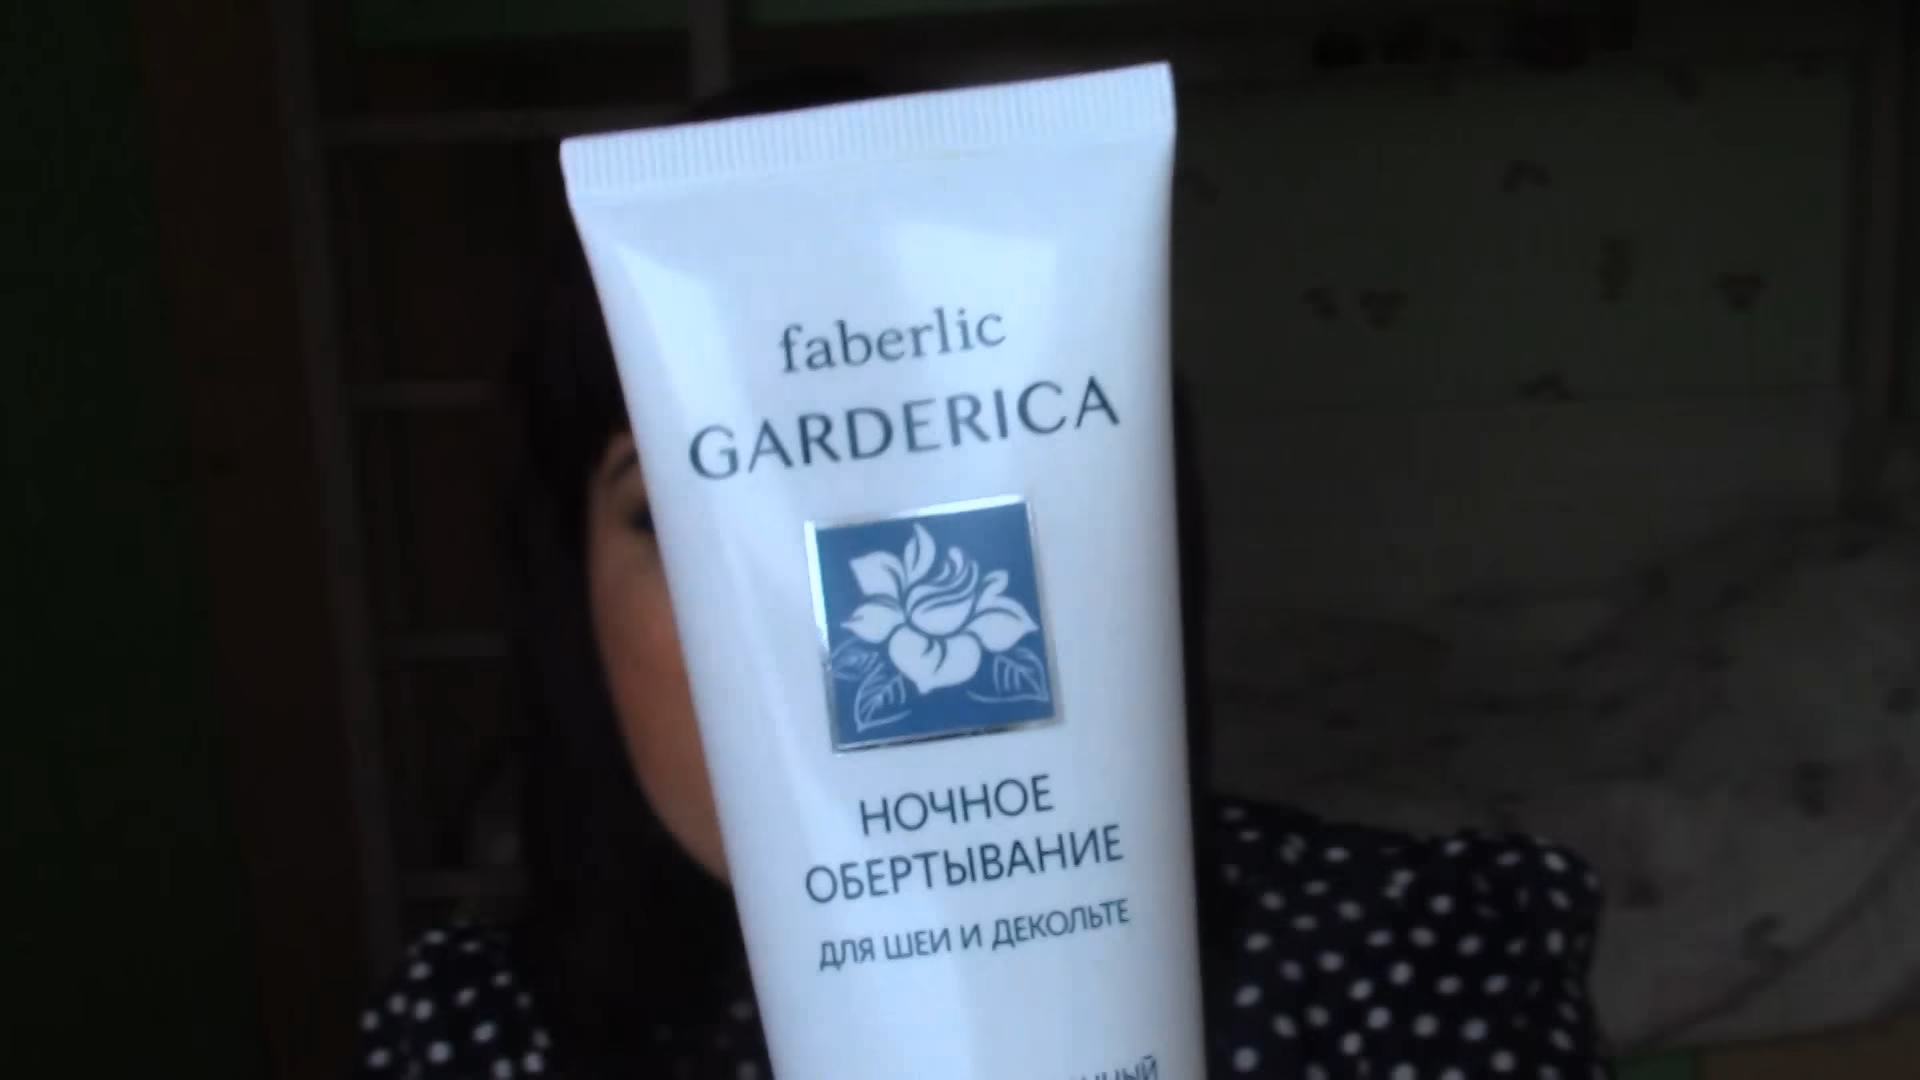 faberlic
GARDERICA
НОЧНОЕ
ОБЕРТЫВАНИЕ
ДЛЯ ШЕИ И ДЕКОЛЬТЕ